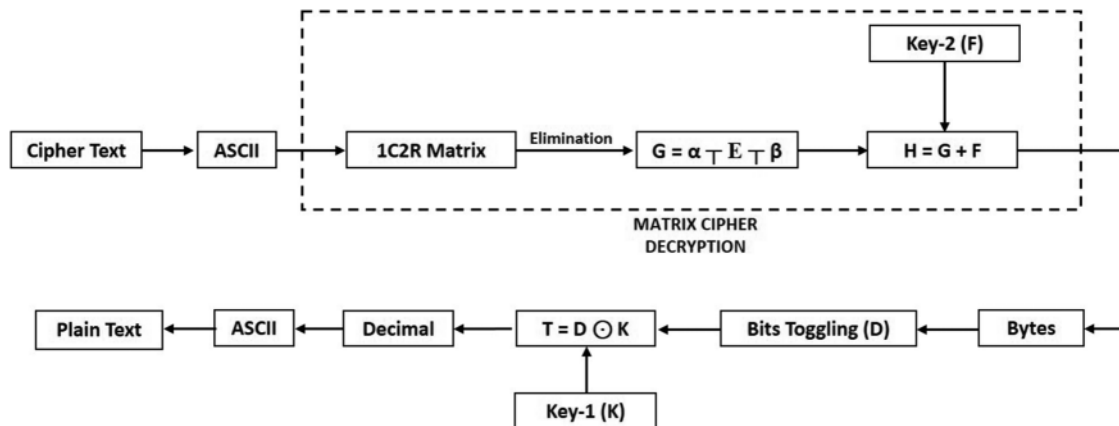 Key-2 (F)
Cipher Text
ASCII
1C2R Matrix
Elimination
G = α ┬ E ┬ β
H = G + F
MATRIX CIPHER
DECRYPTION
Plain Text
ASCII
Decimal
T = D ⊙ K
Bits Toggling (D)
Bytes
Key-1 (K)